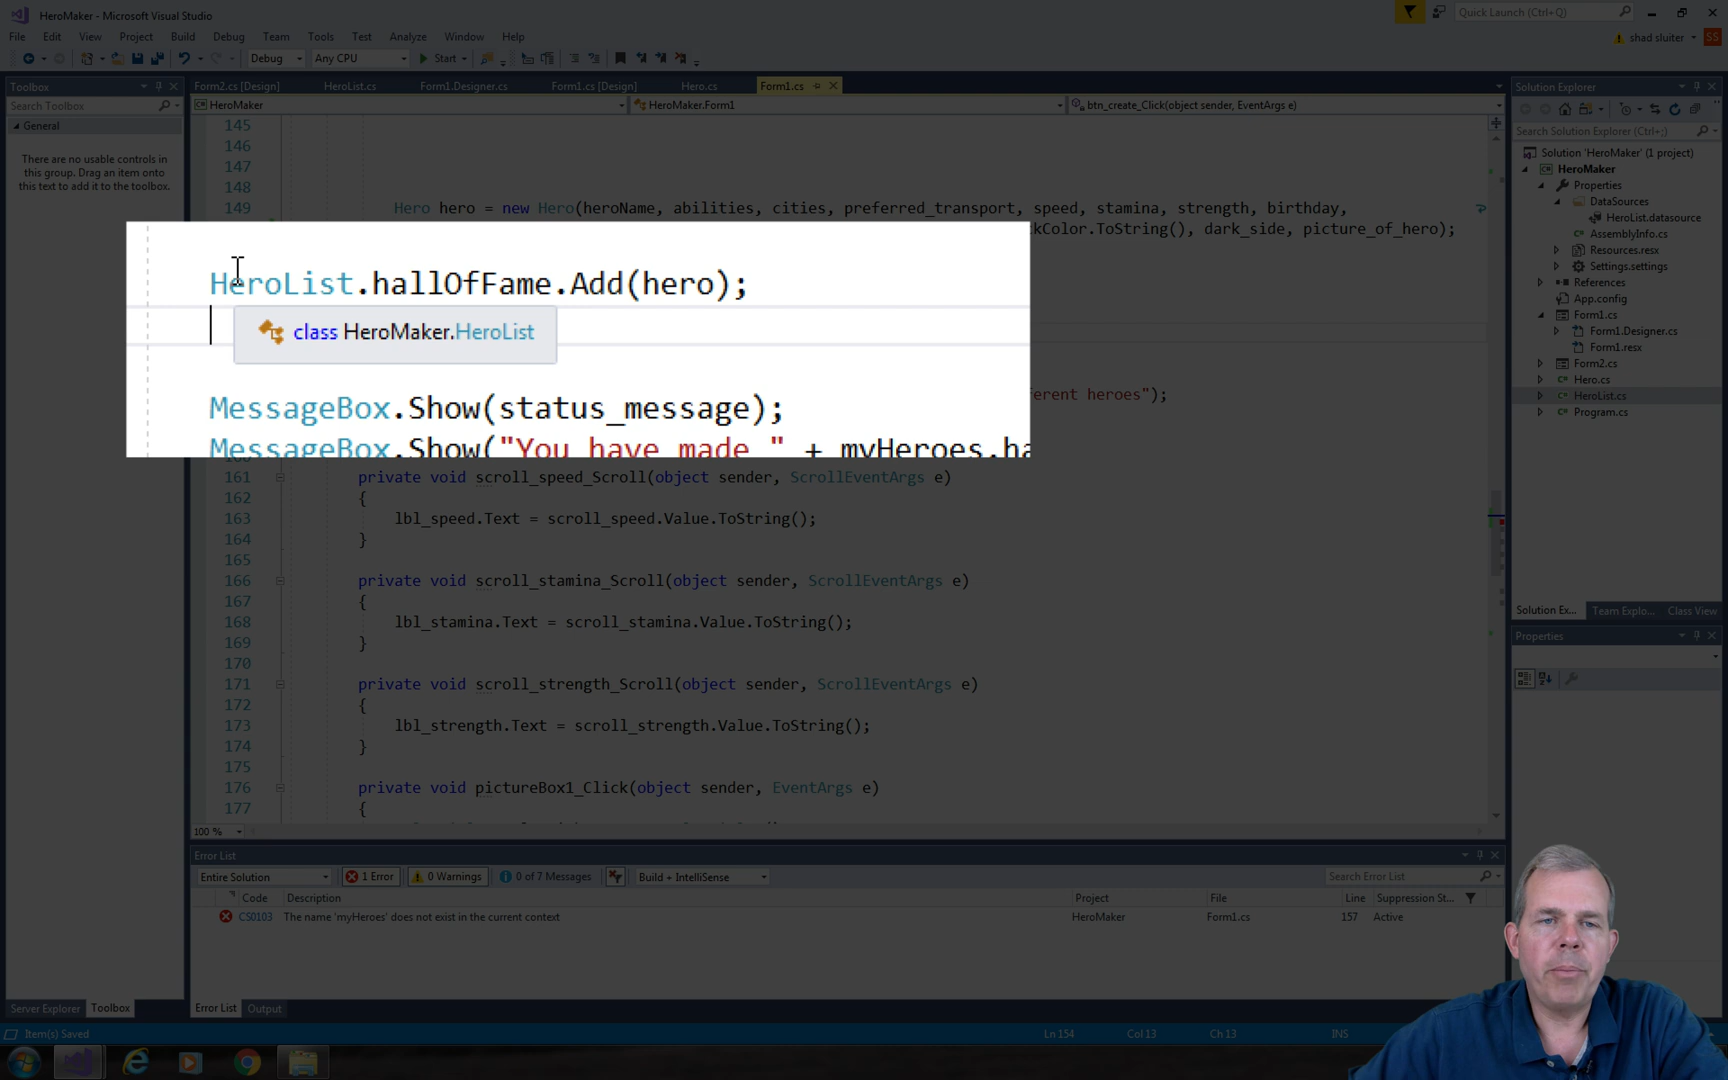 HeroMaker - Microsoft Visual Studio
Quick Launch (Ctrl+Q)
File Edit View Project Build Debug Team Tools Test Analyze Window Help
shad sluiter
SS
Debug
Any CPU
Start
Toolbox
Search Toolbox
General
There are no usable controls in
this group. Drag an item onto
this text to add it to the toolbox.
Form2.cs [Design] HeroList.cs Form1.Designer.cs Form1.cs [Design] Hero.cs Form1.cs
HeroMaker
HeroMaker.Form1
btn_create_Click(object sender, EventArgs e)
145
146
147
148
149 Hero hero = new Hero(heroName, abilities, cities, preferred_transport, speed, stamina, strength, birthday,
ckColor.ToString(), dark_side, picture_of_hero);
HeroList.hallOfFame.Add(hero);
class HeroMaker.HeroList
erent heroes");
MessageBox.Show(status_message);
MessageBox.Show("You have made " + myHeroes.ha
161 private void scroll_speed_Scroll(object sender, ScrollEventArgs e)
162 {
163 lbl_speed.Text = scroll_speed.Value.ToString();
164 }
165
166 private void scroll_stamina_Scroll(object sender, ScrollEventArgs e)
167 {
168 lbl_stamina.Text = scroll_stamina.Value.ToString();
169 }
170
171 private void scroll_strength_Scroll(object sender, ScrollEventArgs e)
172 {
173 lbl_strength.Text = scroll_strength.Value.ToString();
174 }
175
176 private void pictureBox1_Click(object sender, EventArgs e)
177 {
100 %
Solution Explorer
Search Solution Explorer (Ctrl+;)
Solution 'HeroMaker' (1 project)
HeroMaker
Properties
DataSources
HeroList.datasource
AssemblyInfo.cs
Resources.resx
Settings.settings
References
App.config
Form1.cs
Form1.Designer.cs
Form1.resx
Form2.cs
Hero.cs
HeroList.cs
Program.cs
Solution Ex... Team Explo... Class View
Properties
Error List
Entire Solution
1 Error
0 Warnings
0 of 7 Messages
Build + IntelliSense
Search Error List
Code Description Project File Line Suppression St...
CS0103 The name 'myHeroes' does not exist in the current context HeroMaker Form1.cs 157 Active
Server Explorer Toolbox
Error List Output
Item(s) Saved
Ln 154 Col 13 Ch 13 INS